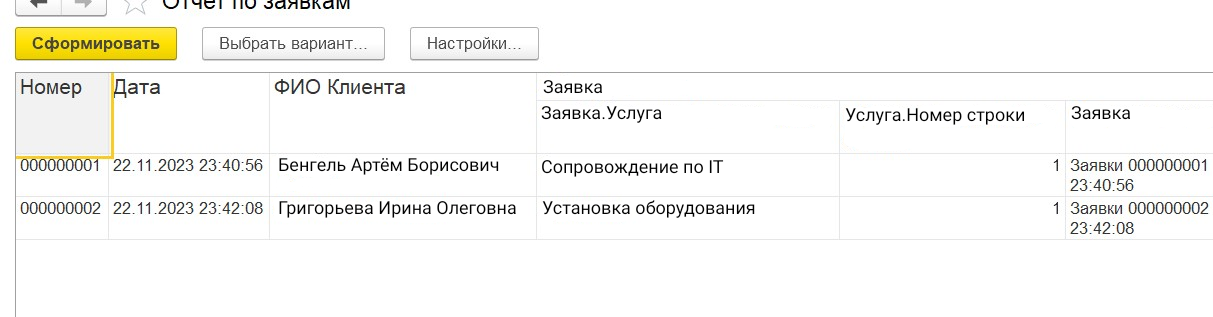 Отчет по заявкам
Сформировать Выбрать вариант... Настройки...
Номер Дата ФИО Клиента Заявка
Заявка.Услуга Услуга.Номер строки Заявка
000000001 22.11.2023 23:40:56 Бенгель Артём Борисович Сопровождение по IT 1 Заявки 000000001
23:40:56
000000002 22.11.2023 23:42:08 Григорьева Ирина Олеговна Установка оборудования 1 Заявки 000000002
23:42:08